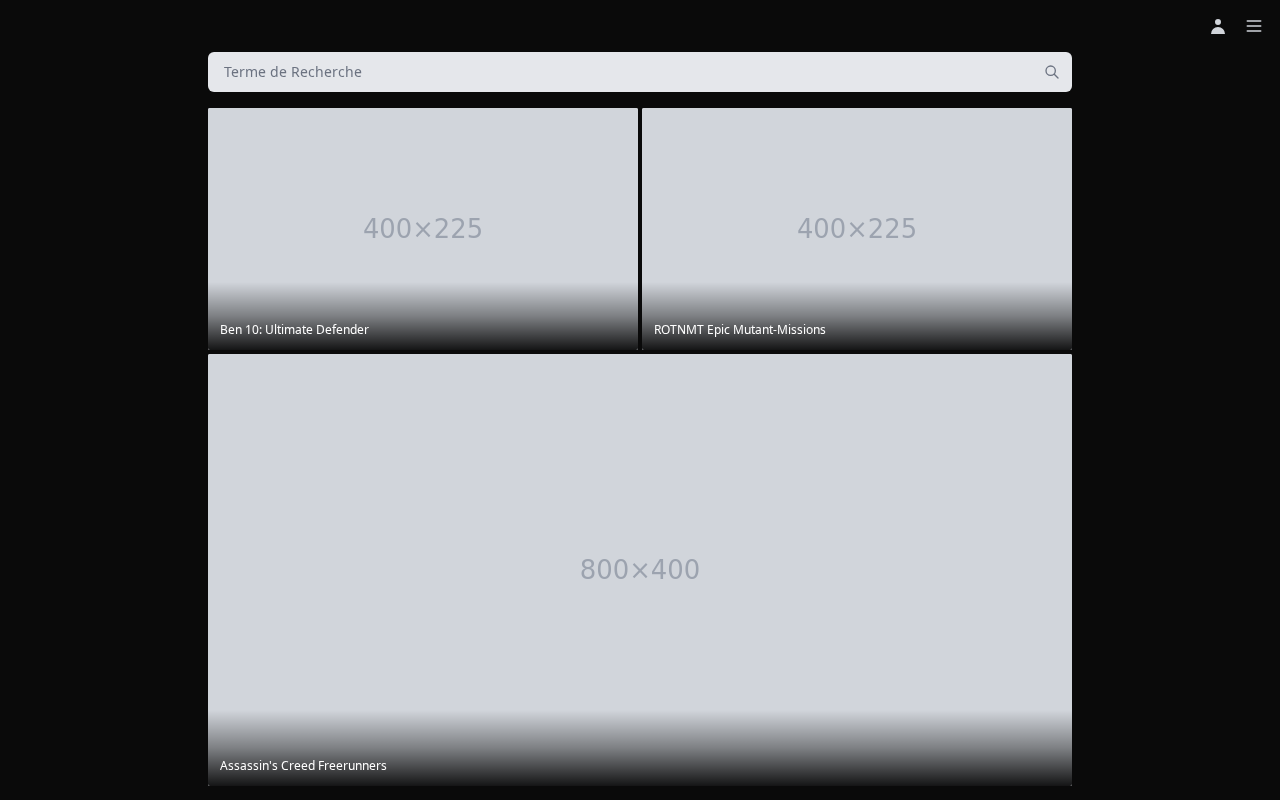 Terme de Recherche
400×225
400×225
Ben 10: Ultimate Defender
ROTNMT Epic Mutant-Missions
800×400
Assassin's Creed Freerunners